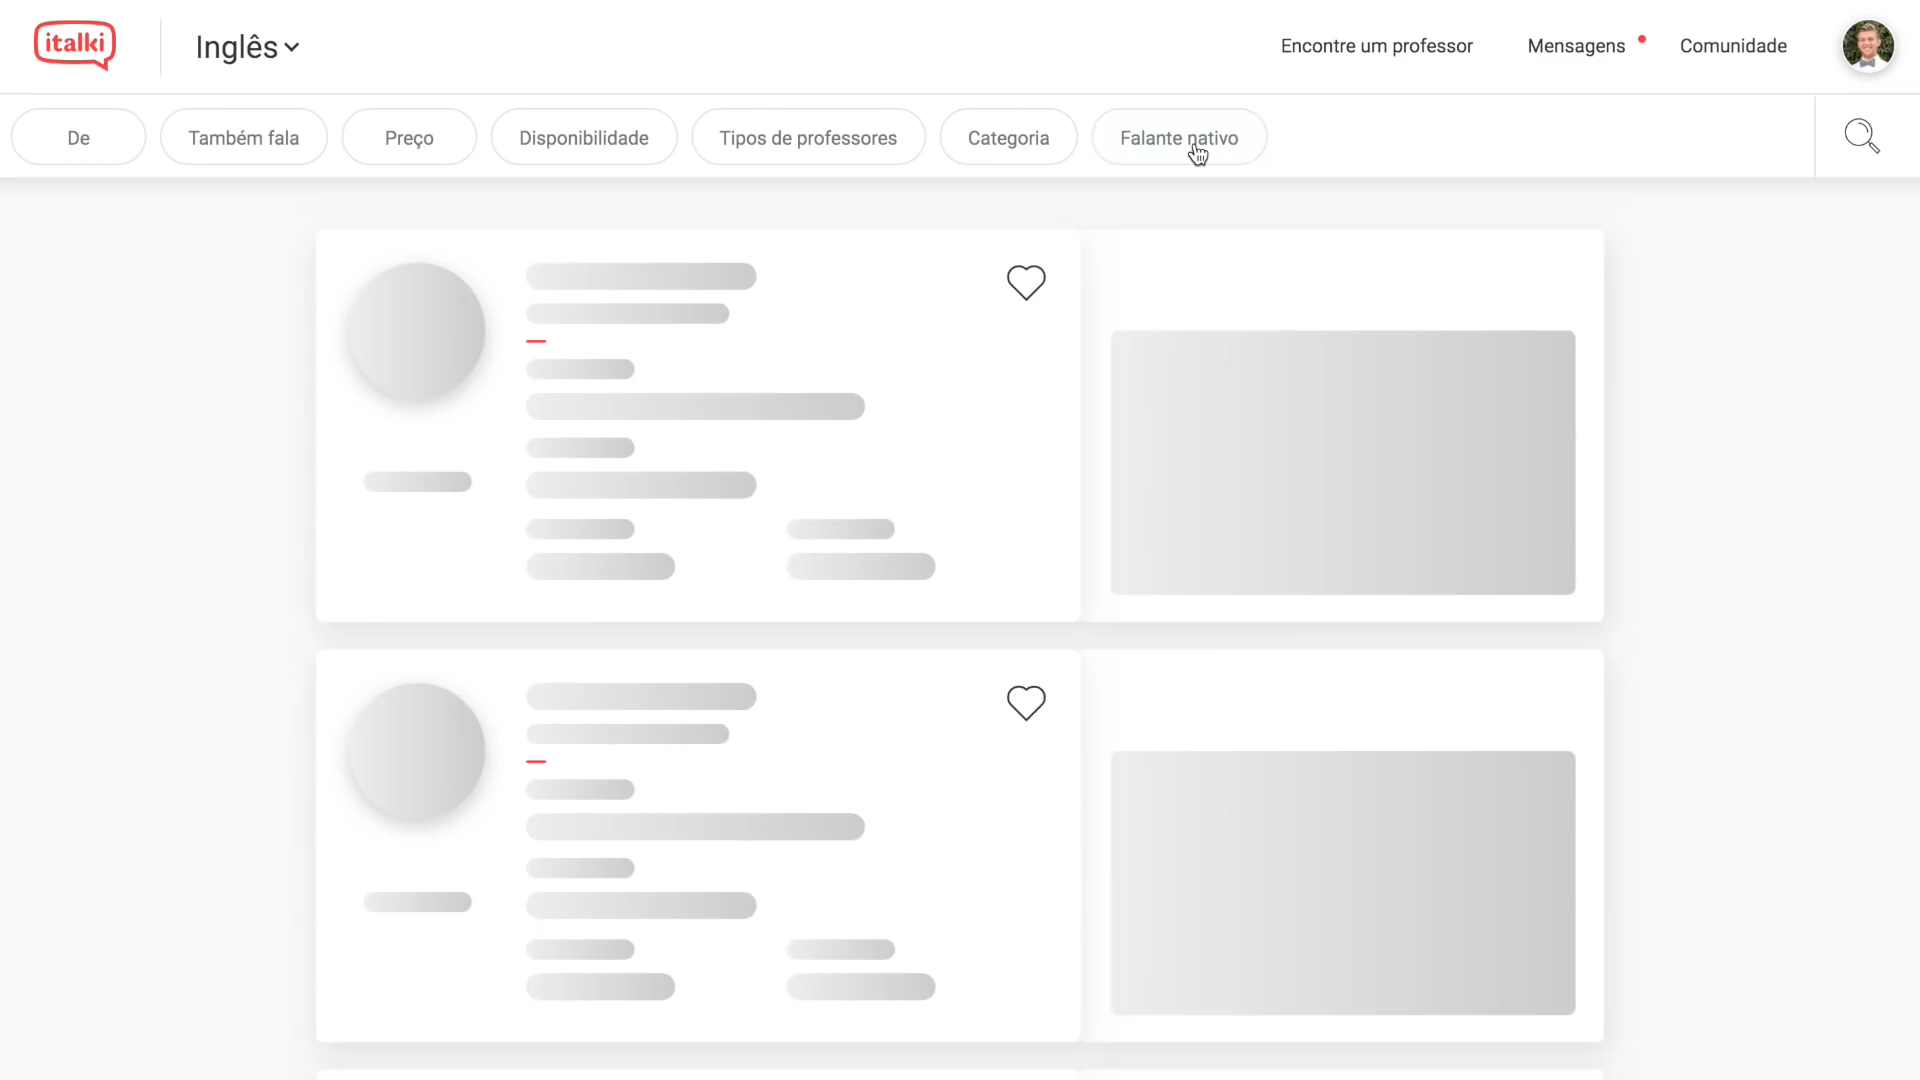 italki
Inglês
Encontre um professor
Mensagens
Comunidade
De
Também fala
Preço
Disponibilidade
Tipos de professores
Categoria
Falante nativo